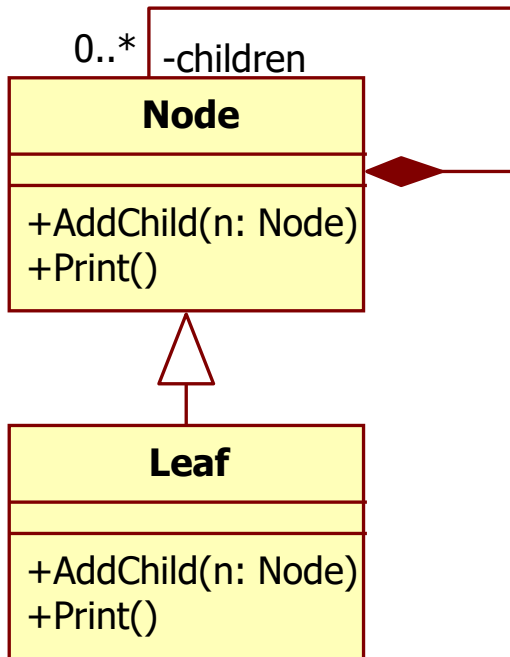 0..*
-children
Node
+AddChild(n: Node)
+Print()
Leaf
+AddChild(n: Node)
+Print()